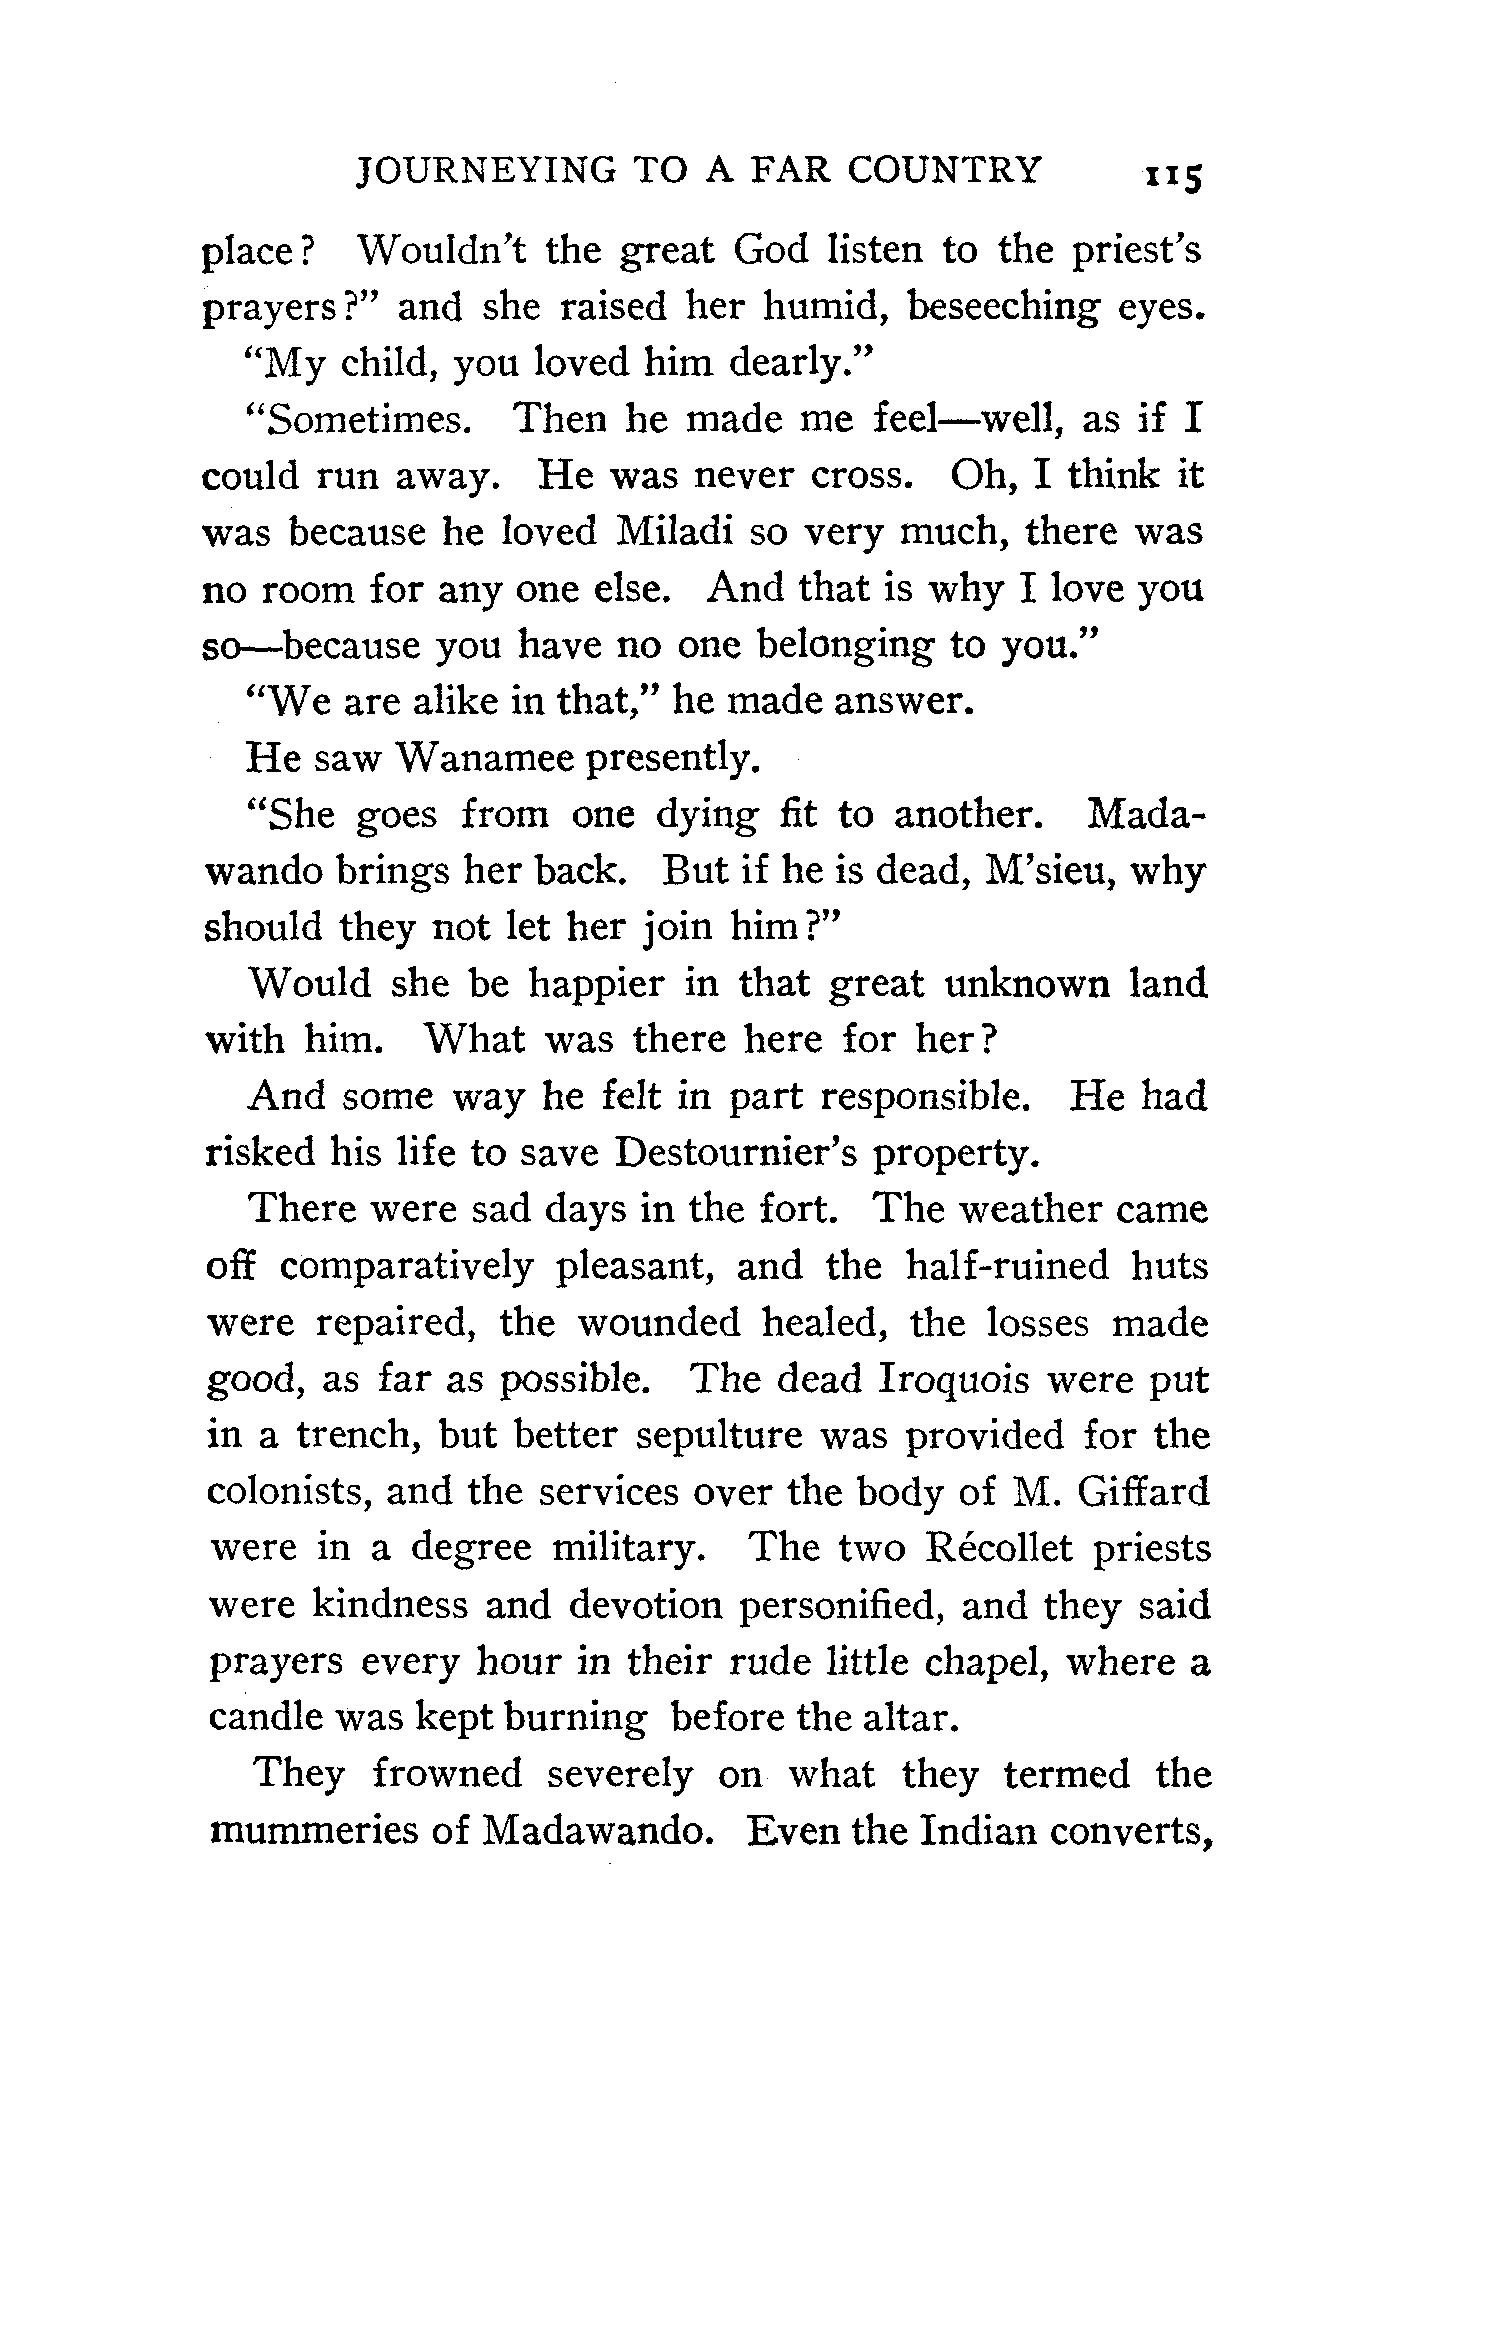 JOURNEYING TO A FAR COUNTRY 115
place? Wouldn't the great God listen to the priest's
prayers?" and she raised her humid, beseeching eyes.
"My child, you loved him dearly."
"Sometimes. Then he made me feel—well, as if I
could run away. He was never cross. Oh, I think it
was because he loved Miladi so very much, there was
no room for any one else. And that is why I love you
so—because you have no one belonging to you."
"We are alike in that," he made answer.
He saw Wanamee presently.
"She goes from one dying fit to another. Mada-
wando brings her back. But if he is dead, M'sieu, why
should they not let her join him?"
Would she be happier in that great unknown land
with him. What was there here for her?
And some way he felt in part responsible. He had
risked his life to save Destournier's property.
There were sad days in the fort. The weather came
off comparatively pleasant, and the half-ruined huts
were repaired, the wounded healed, the losses made
good, as far as possible. The dead Iroquois were put
in a trench, but better sepulture was provided for the
colonists, and the services over the body of M. Giffard
were in a degree military. The two Récollet priests
were kindness and devotion personified, and they said
prayers every hour in their rude little chapel, where a
candle was kept burning before the altar.
They frowned severely on what they termed the
mummeries of Madawando. Even the Indian converts,